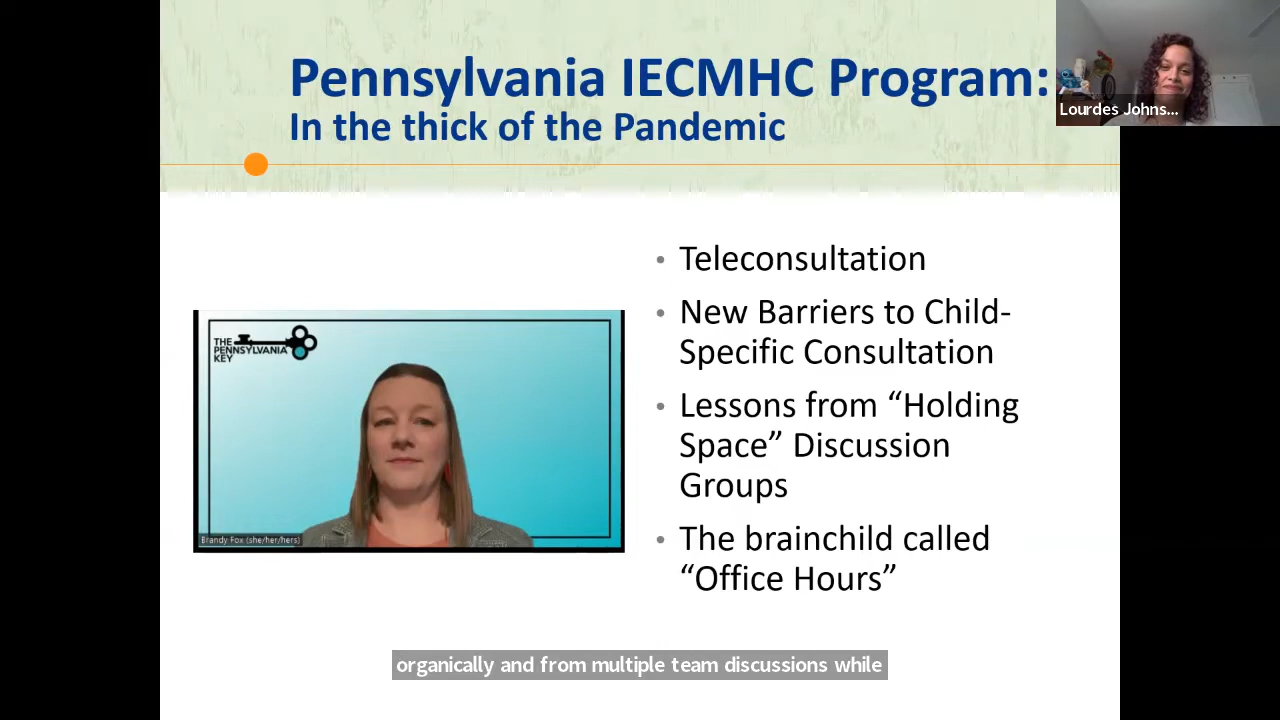 Pennsylvania IECMHC Program:
In the thick of the Pandemic
Lourdes Johns...
• Teleconsultation
• New Barriers to Child-
Specific Consultation
• Lessons from “Holding
Space” Discussion
Groups
• The brainchild called
“Office Hours”
THE
PENNSYLVANIA
KEY
Brandy Fox (she/her/hers)
organically and from multiple team discussions while